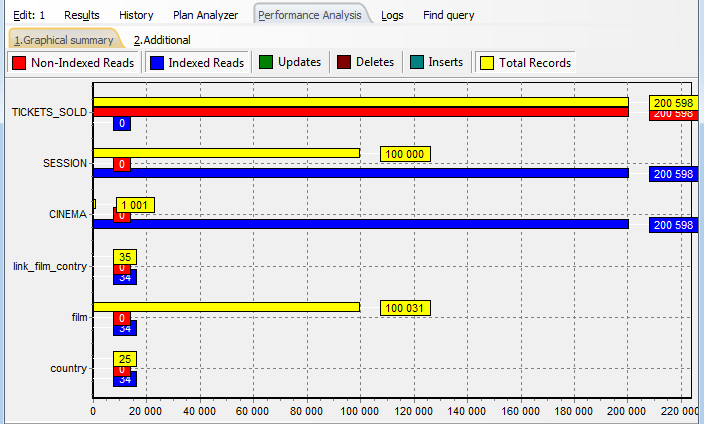 Edit: 1 Results History Plan Analyzer Performance Analysis Logs Find query
1.Graphical summary 2.Additional
Non-Indexed Reads Indexed Reads Updates Deletes Inserts Total Records
200 598
TICKETS_SOLD 200 598
0
100 000
SESSION 0
200 598
1 001
CINEMA 0
200 598
35
link_film_contry 0
34
100 031
film 0
34
25
country 0
34
0 20 000 40 000 60 000 80 000 100 000 120 000 140 000 160 000 180 000 200 000 220 000